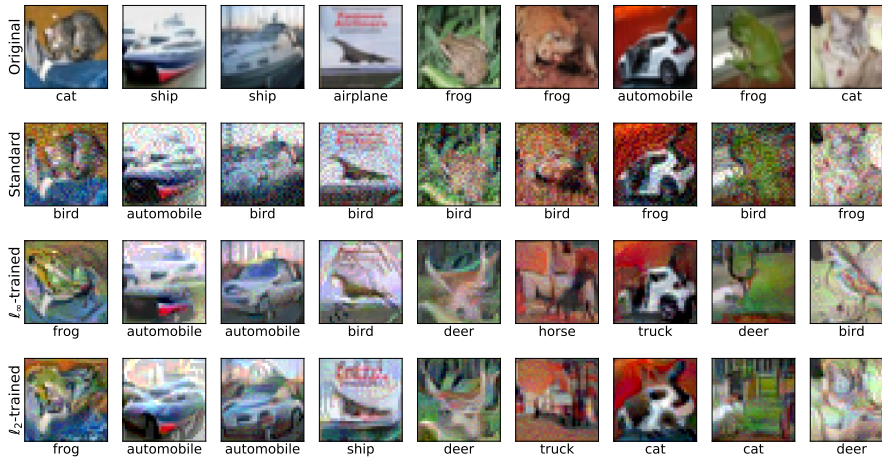 Original
cat ship ship airplane frog frog automobile frog cat
Standard
bird automobile bird bird bird bird frog bird frog
ℓ∞-trained
frog automobile automobile bird deer horse truck deer bird
ℓ2-trained
frog automobile automobile ship deer truck cat cat deer